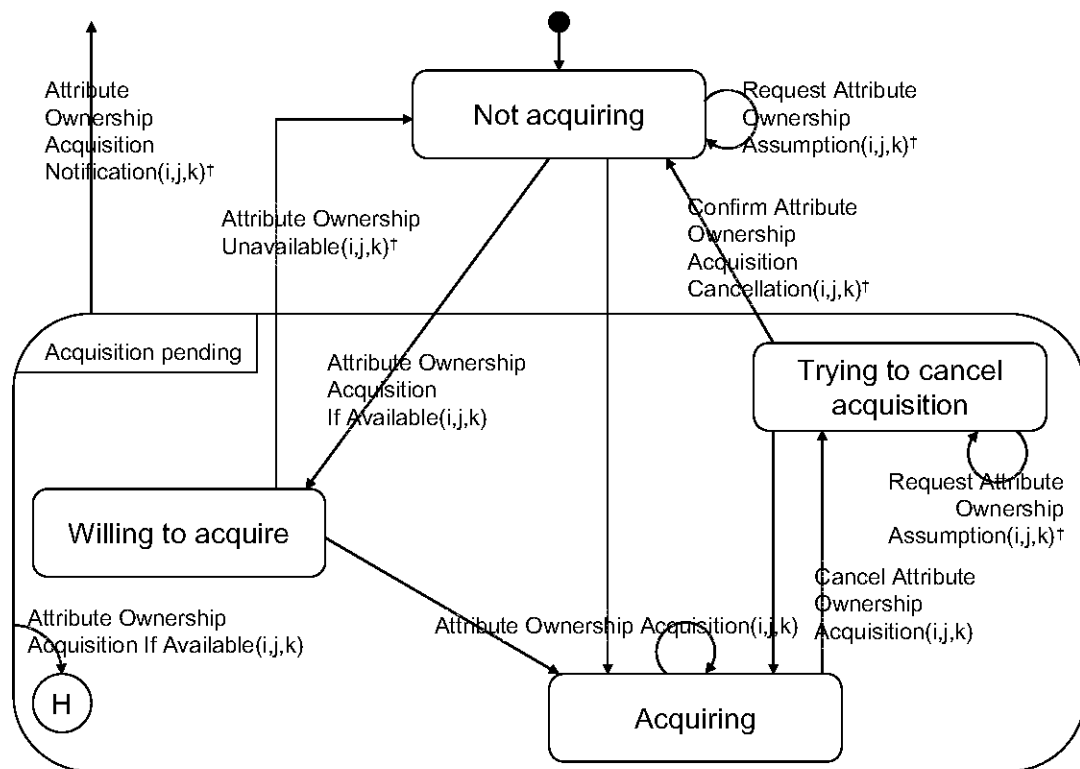 Attribute
Ownership
Acquisition
Notification(i,j,k)†
Not acquiring
Request Attribute
Ownership
Assumption(i,j,k)†
Attribute Ownership
Unavailable(i,j,k)†
Confirm Attribute
Ownership
Acquisition
Cancellation(i,j,k)†
Acquisition pending
Attribute Ownership
Acquisition
If Available(i,j,k)
Trying to cancel
acquisition
Request Attribute
Ownership
Assumption(i,j,k)†
Willing to acquire
Cancel Attribute
Ownership
Acquisition(i,j,k)
Attribute Ownership
Acquisition If Available(i,j,k)
Attribute Ownership Acquisition(i,j,k)
H
Acquiring